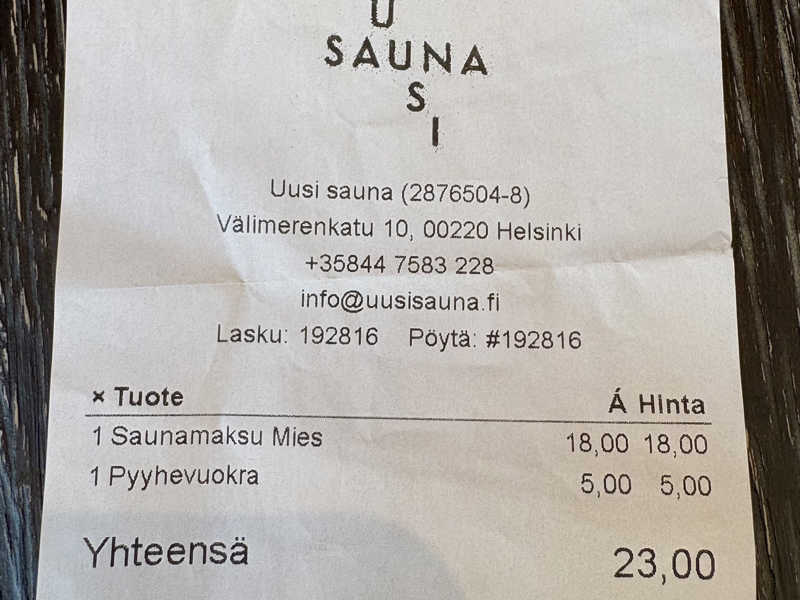 U
SAUNA
S
I
Uusi sauna (2876504-8)
Välimerenkatu 10, 00220 Helsinki
+35844 7583 228
info@uusisauna.fi
Lasku: 192816 Pöytä: #192816
× Tuote Á Hinta
1 Saunamaksu Mies 18,00 18,00
1 Pyyhevuokra 5,00 5,00
Yhteensä 23,00